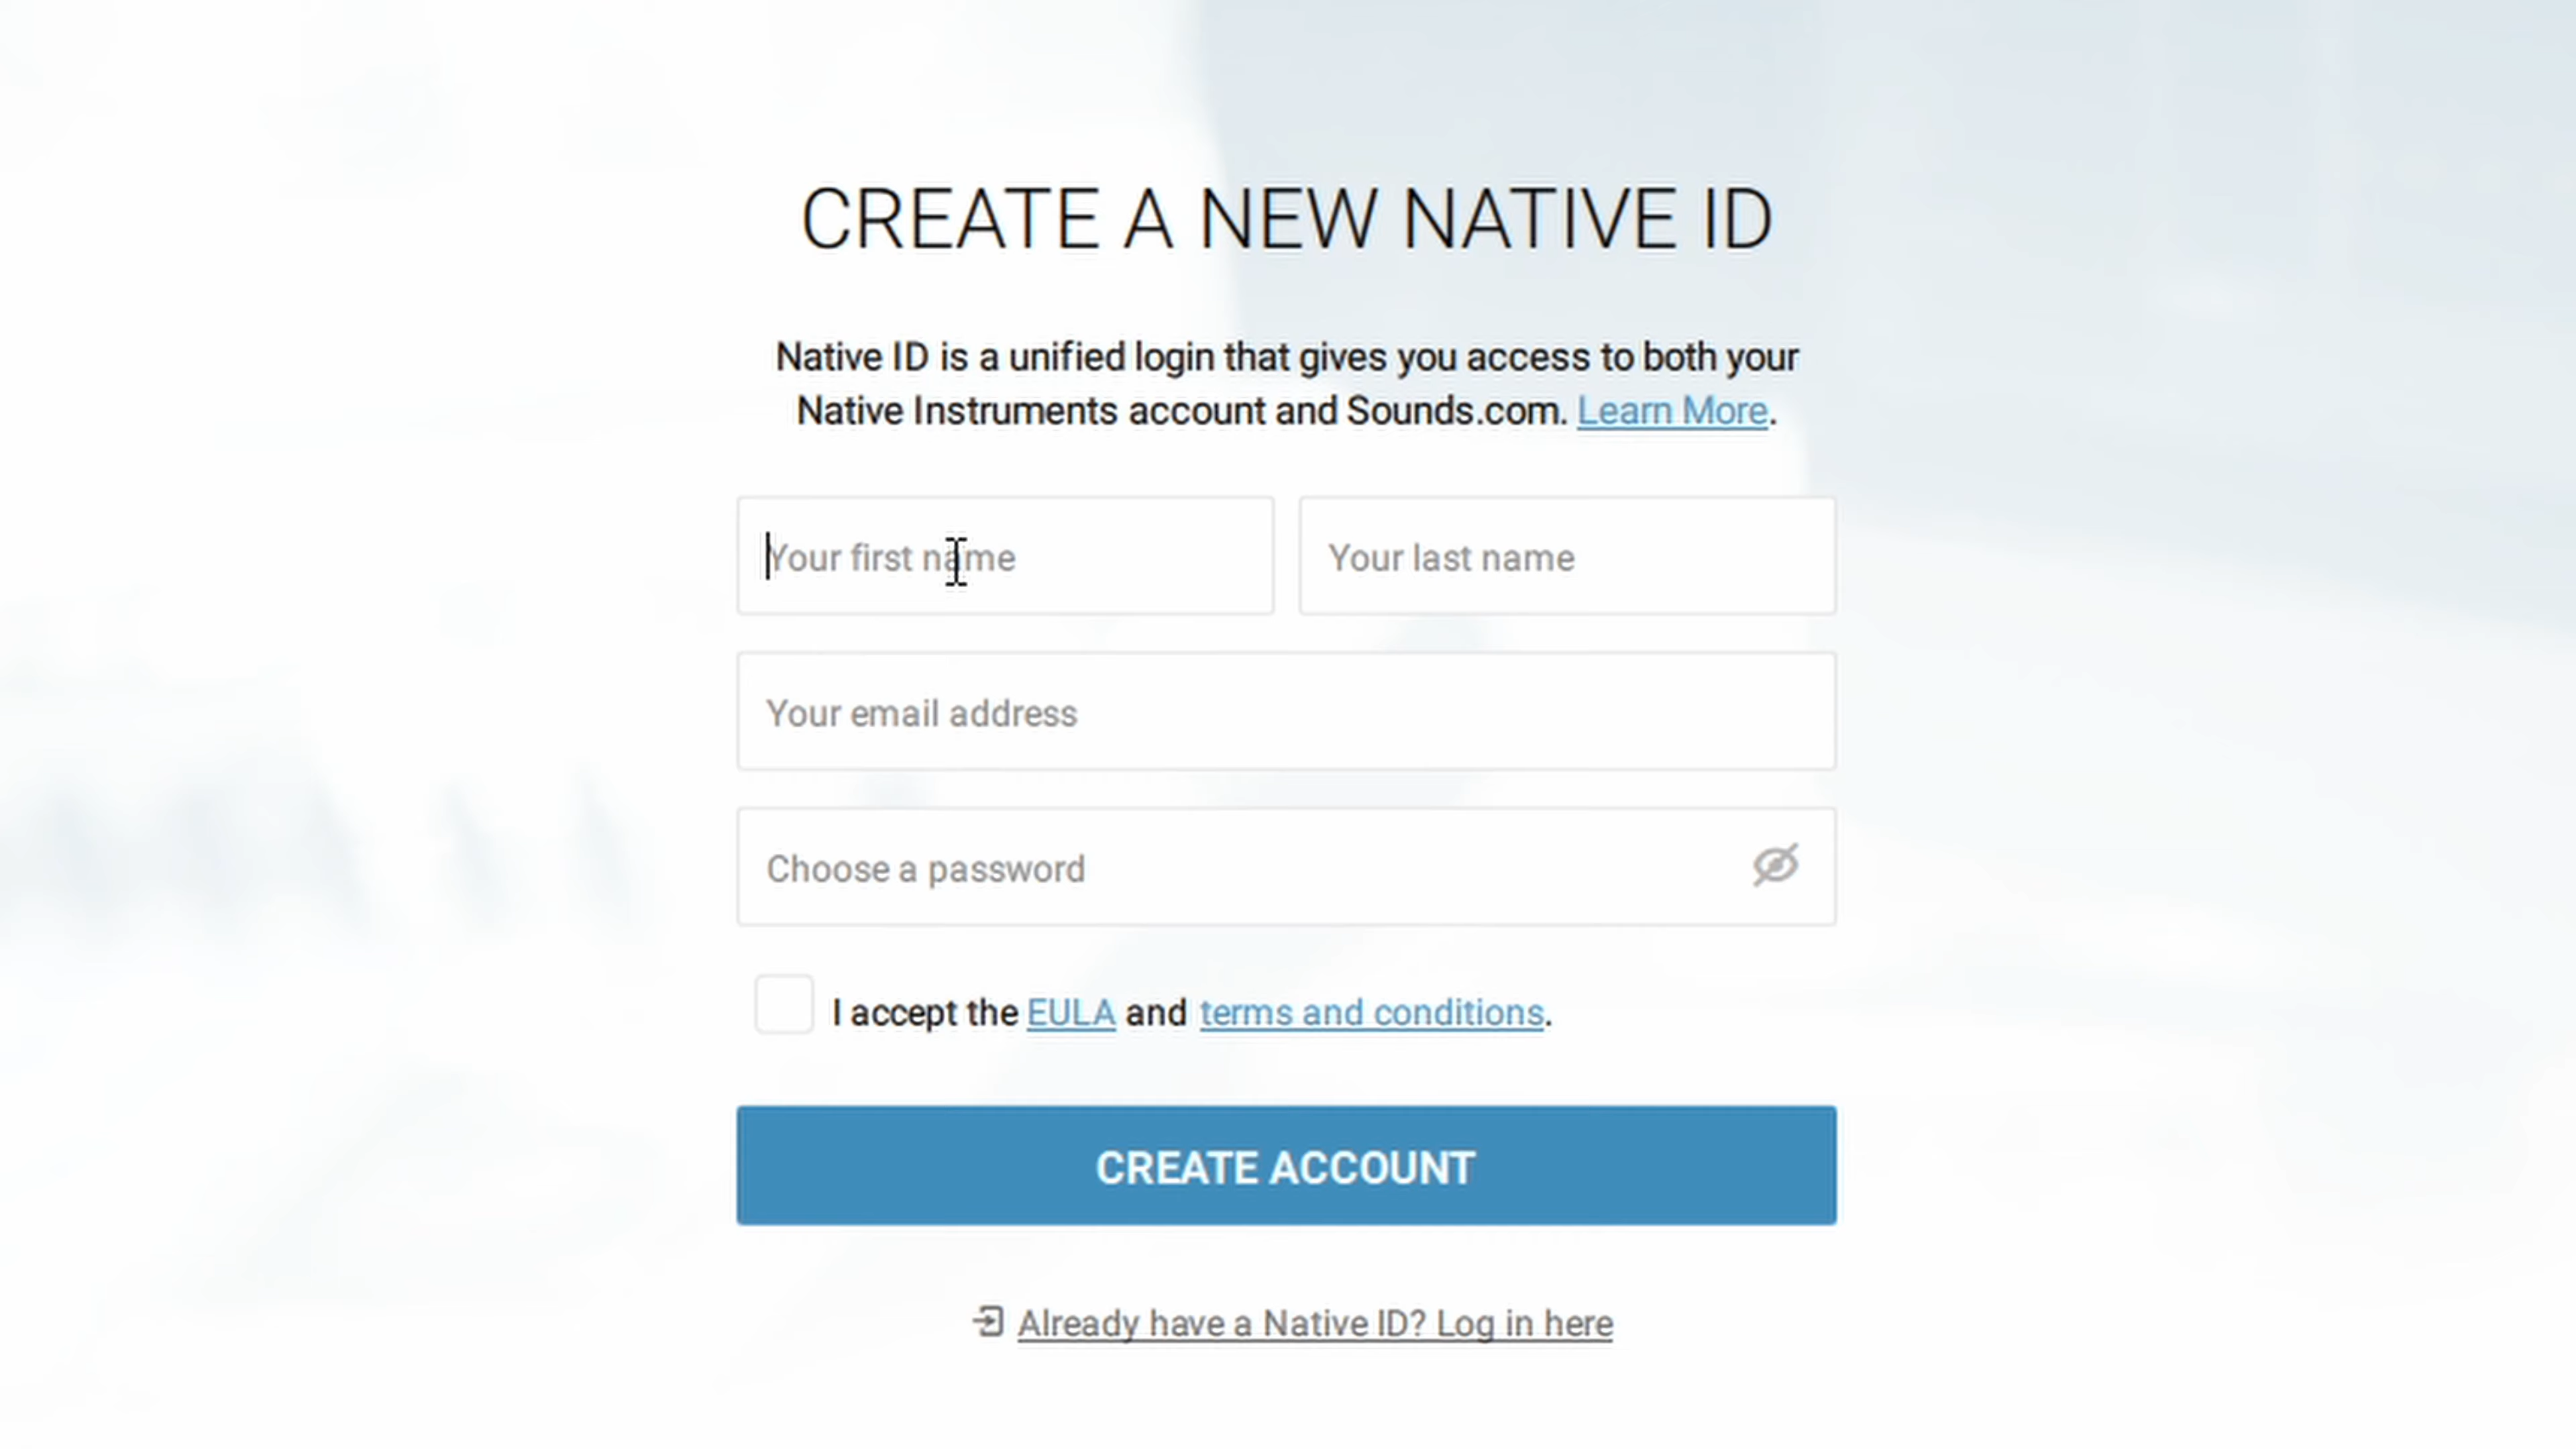 CREATE A NEW NATIVE ID
Native ID is a unified login that gives you access to both your
Native Instruments account and Sounds.com. Learn More.
Your first name
Your last name
Your email address
Choose a password
I accept the EULA and terms and conditions.
CREATE ACCOUNT
Already have a Native ID? Log in here